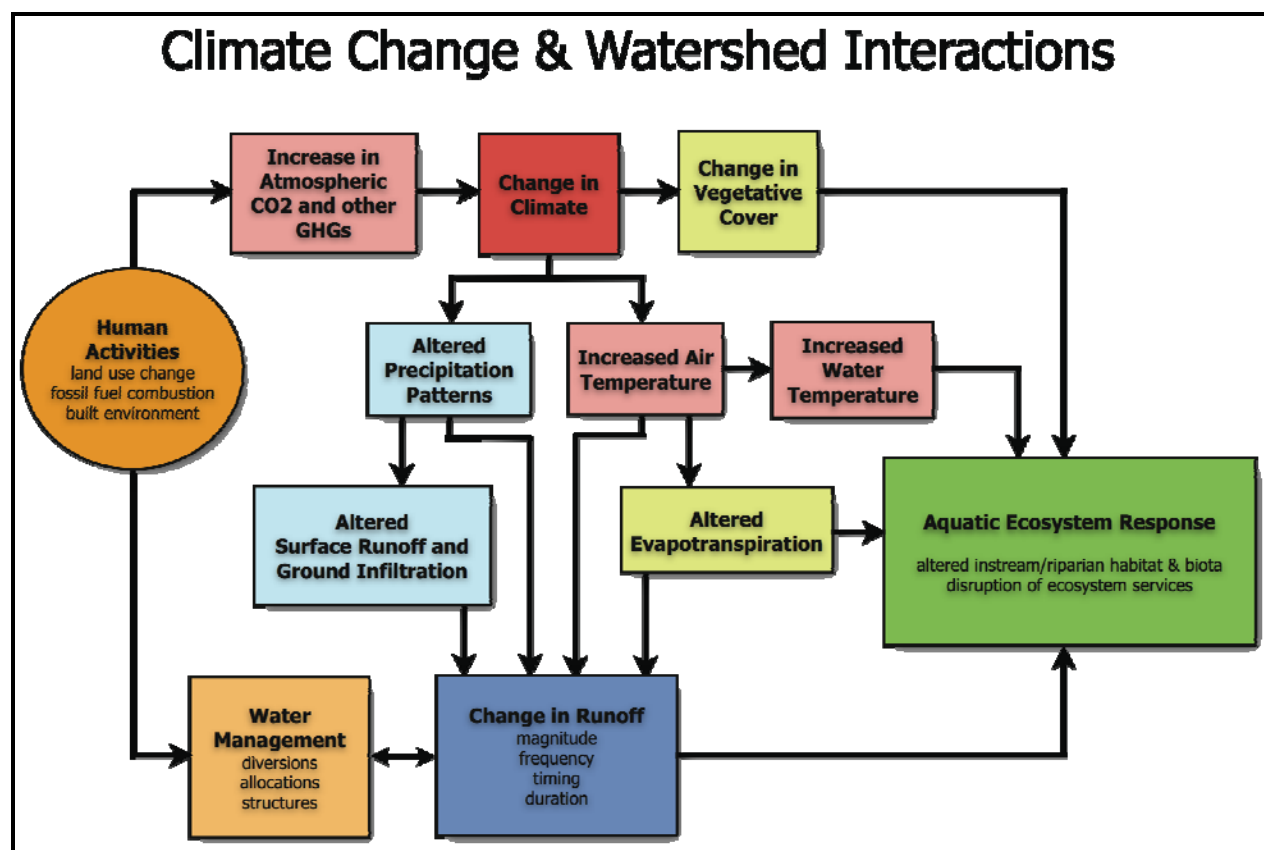 Climate Change & Watershed Interactions
Increase in
Atmospheric
CO2 and other
GHGs
Change in
Climate
Change in
Vegetative
Cover
Human
Activities
land use change
fossil fuel combustion
built environment
Altered
Precipitation
Patterns
Increased Air
Temperature
Increased
Water
Temperature
Altered
Surface Runoff and
Ground Infiltration
Altered
Evapotranspiration
Aquatic Ecosystem Response
altered instream/riparian habitat & biota
disruption of ecosystem services
Water
Management
diversions
allocations
structures
Change in Runoff
magnitude
frequency
timing
duration